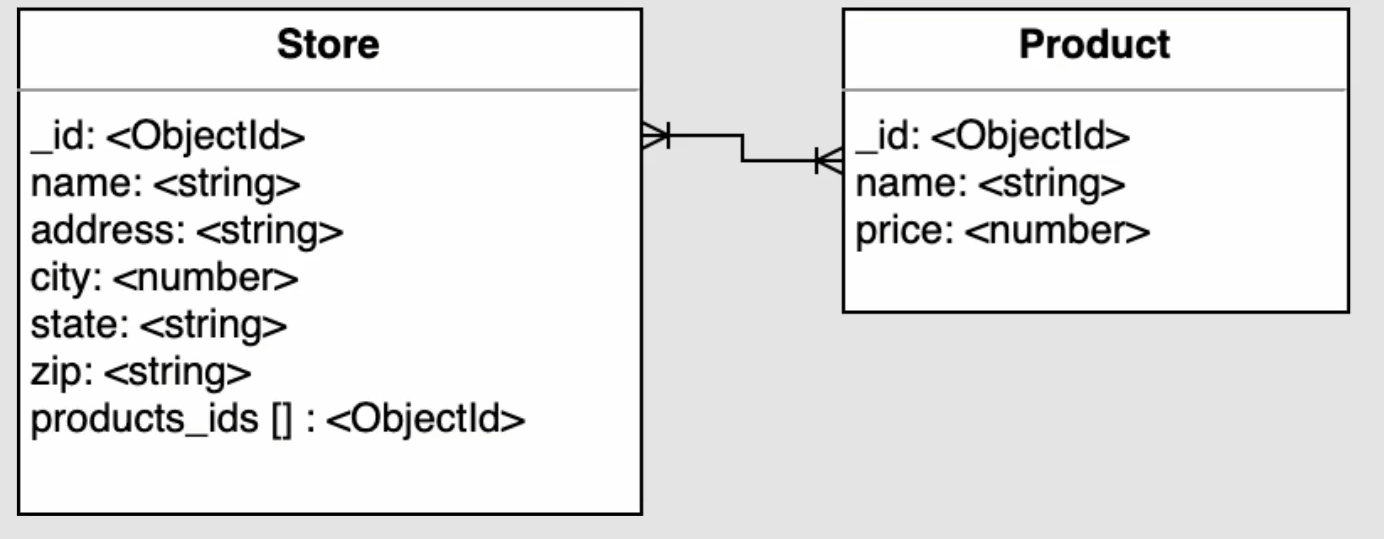 Store
_id: <ObjectId>
name: <string>
address: <string>
city: <number>
state: <string>
zip: <string>
products_ids [] : <ObjectId>
Product
_id: <ObjectId>
name: <string>
price: <number>